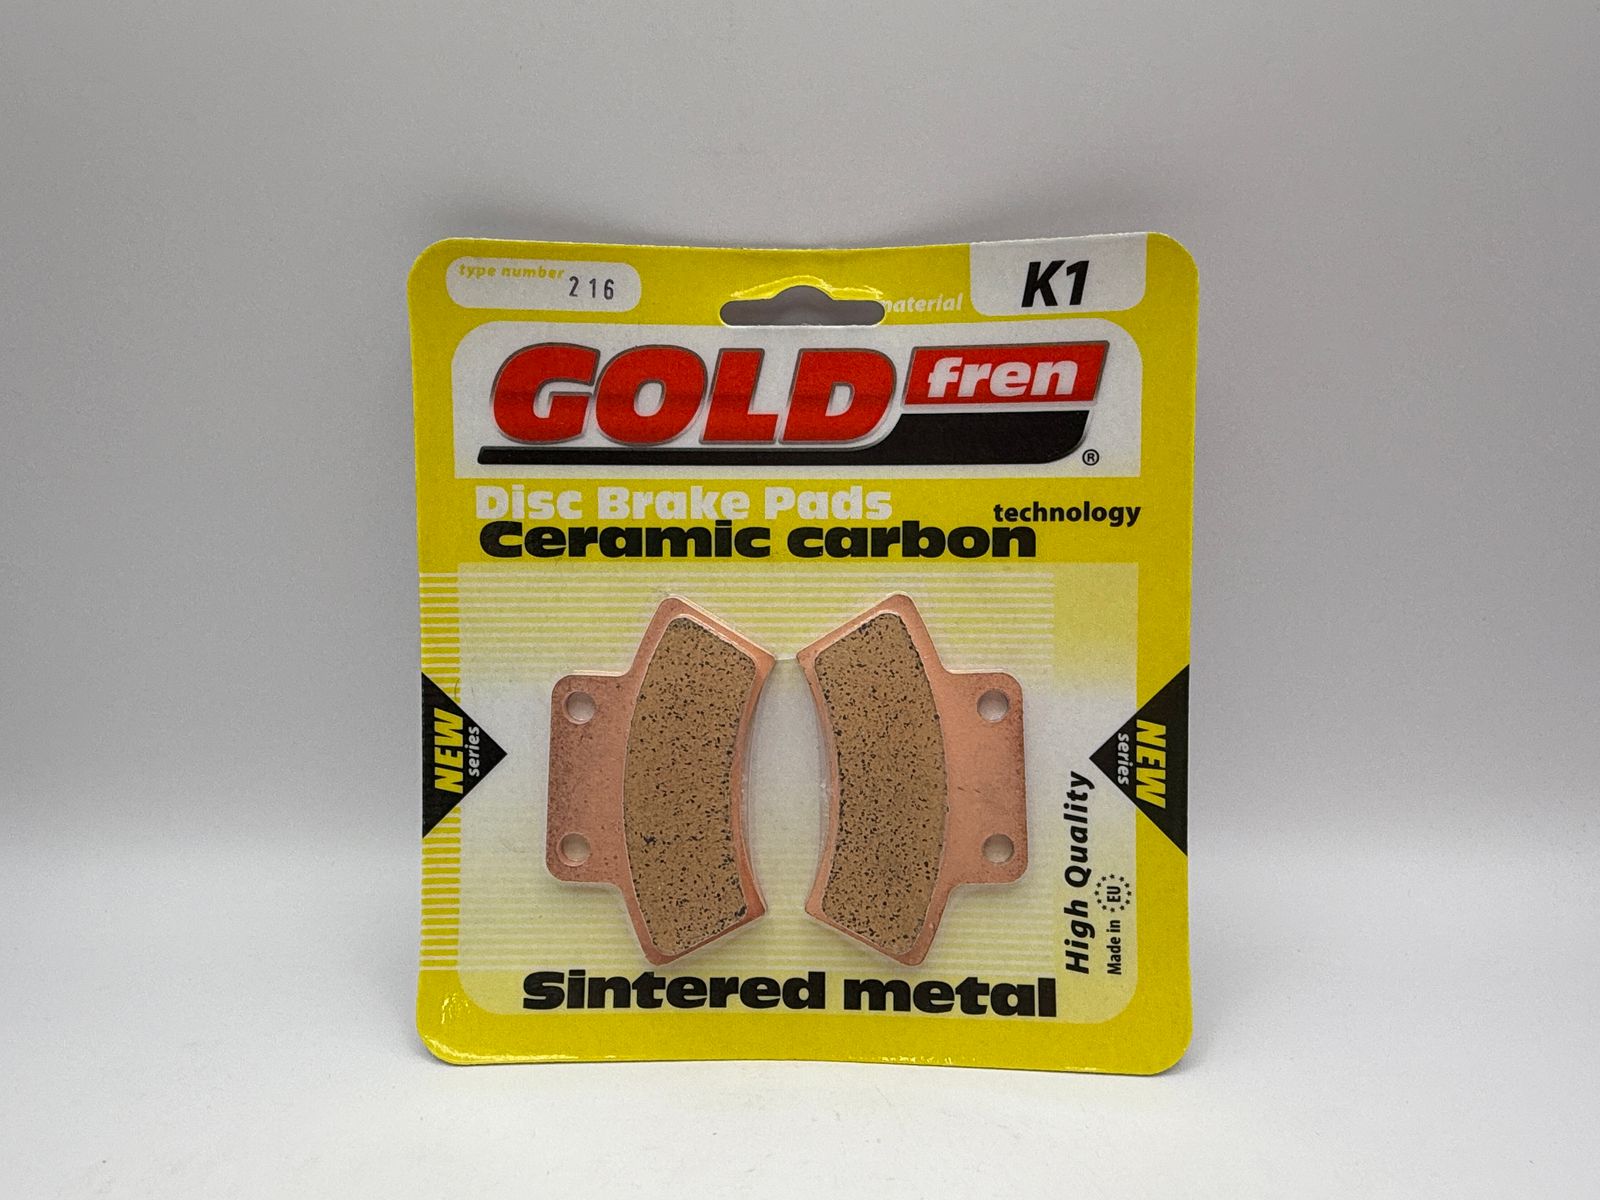 type number 216
material K1
GOLD fren ®
Disc Brake Pads
technology
Ceramic carbon
NEW series
NEW series
High Quality
Made in EU
Sintered metal